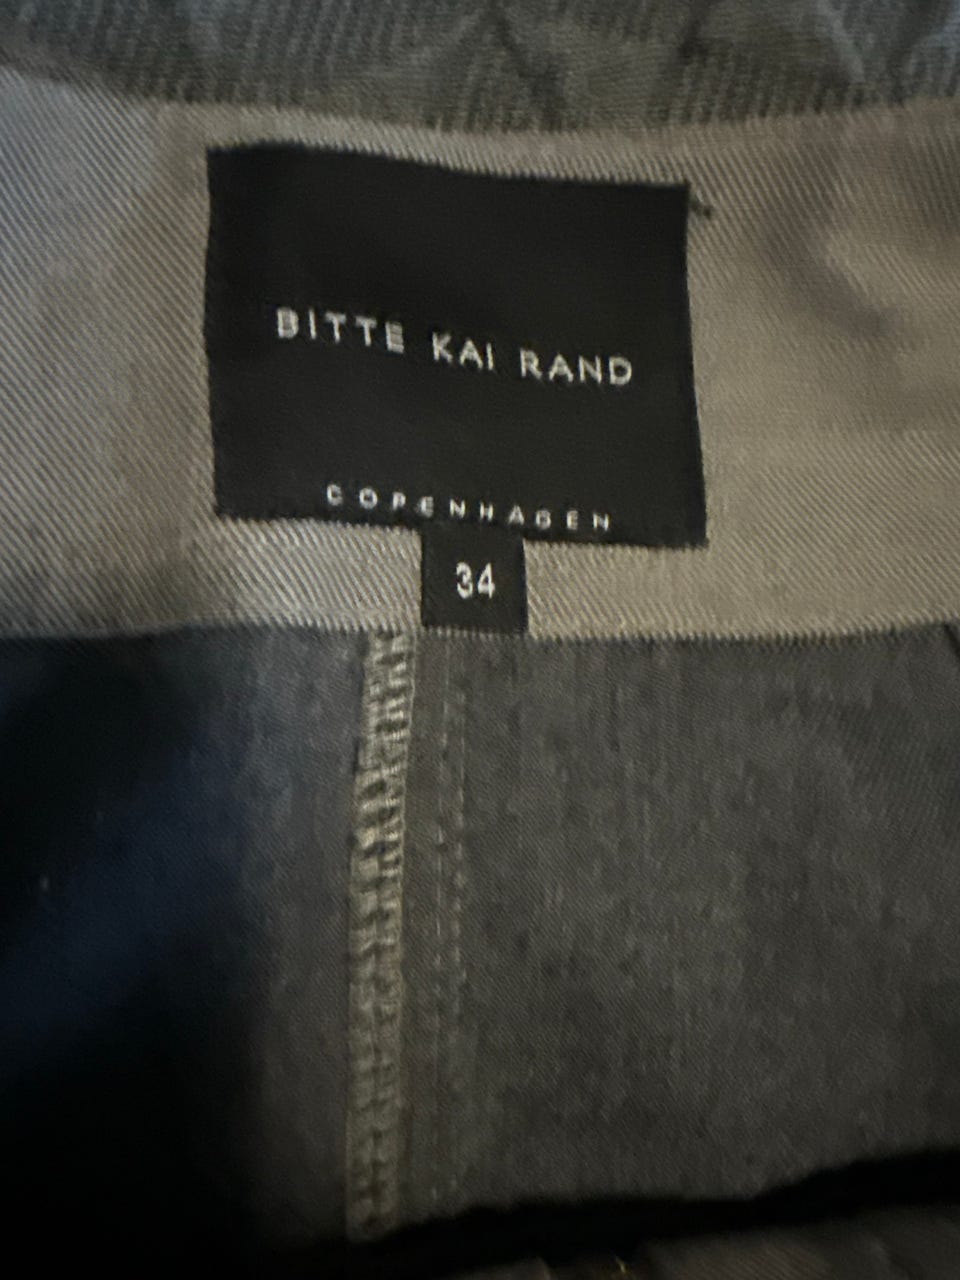 BITTE KAI RAND
COPENHAGEN
34